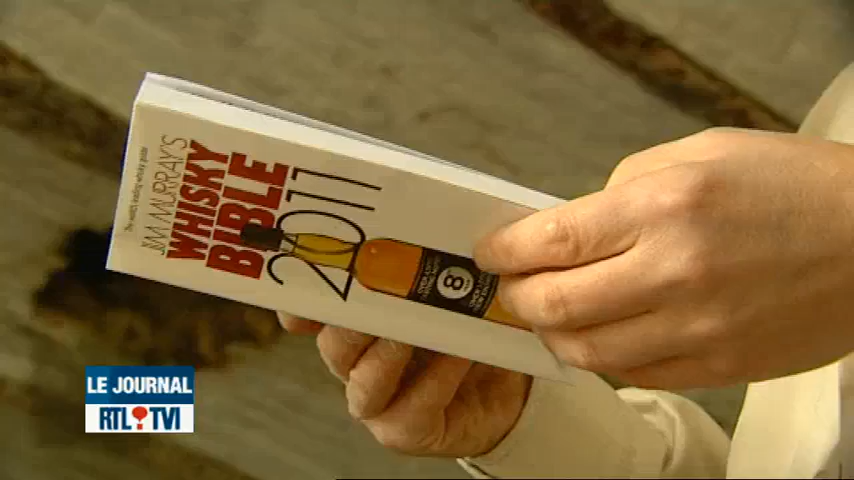 The world's leading whisky guide
JIM MURRAY'S
WHISKY
BIBLE
2011
8
LE JOURNAL
RTL TVI